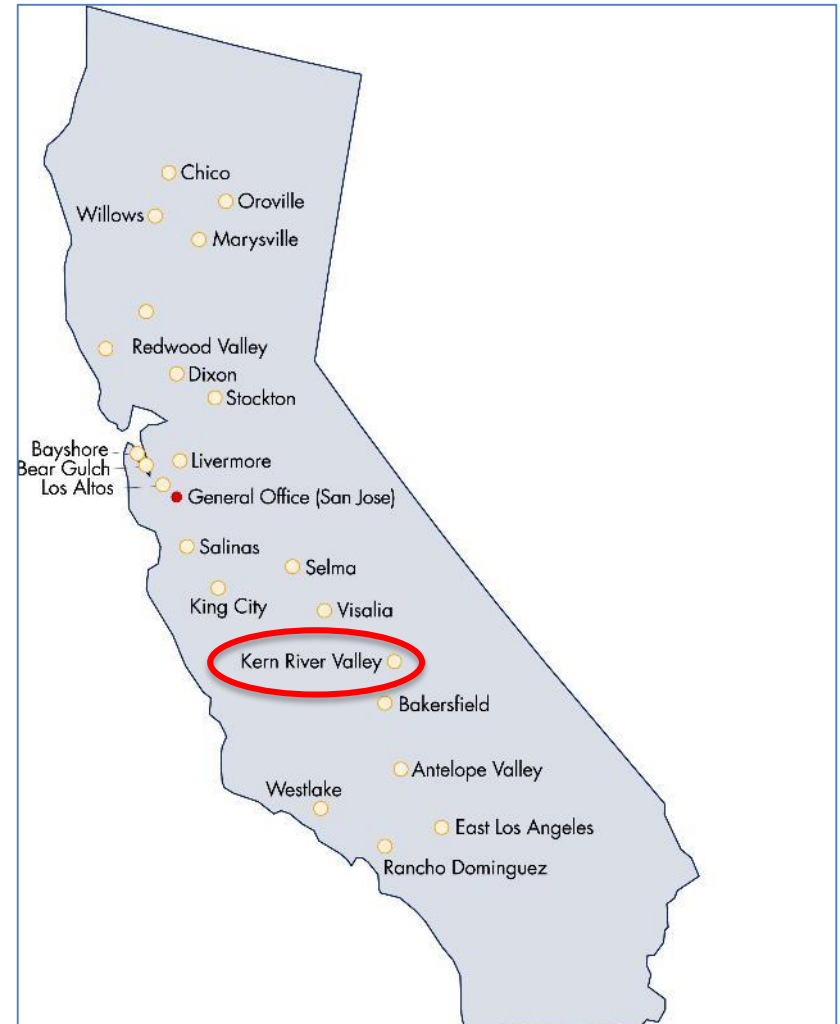 Chico
Oroville
Willows
Marysville
Redwood Valley
Dixon
Stockton
Bayshore
Bear Gulch
Livermore
Los Altos
General Office (San Jose)
Salinas
Selma
King City
Visalia
Kern River Valley
Bakersfield
Antelope Valley
Westlake
East Los Angeles
Rancho Dominguez